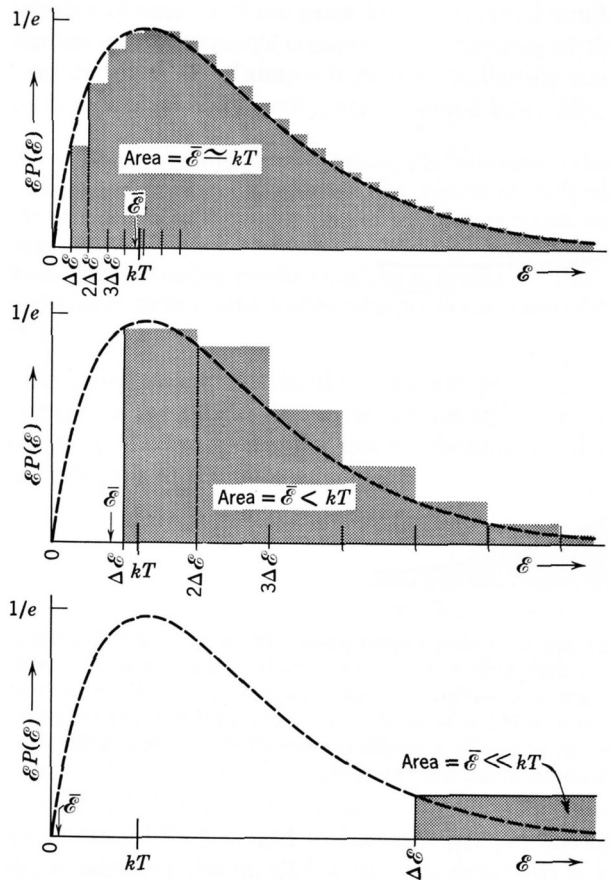 1/e
ℰP(ℰ) ⟶
Area = ℰ̅ ≃ kT
ℰ̅
0
Δℰ
2Δℰ
3Δℰ
kT
ℰ ⟶
1/e
ℰP(ℰ) ⟶
ℰ̅
Area = ℰ̅ < kT
0
Δℰ
kT
2Δℰ
3Δℰ
ℰ ⟶
1/e
ℰP(ℰ) ⟶
Area = ℰ̅ << kT
ℰ̅
0
kT
Δℰ
ℰ ⟶